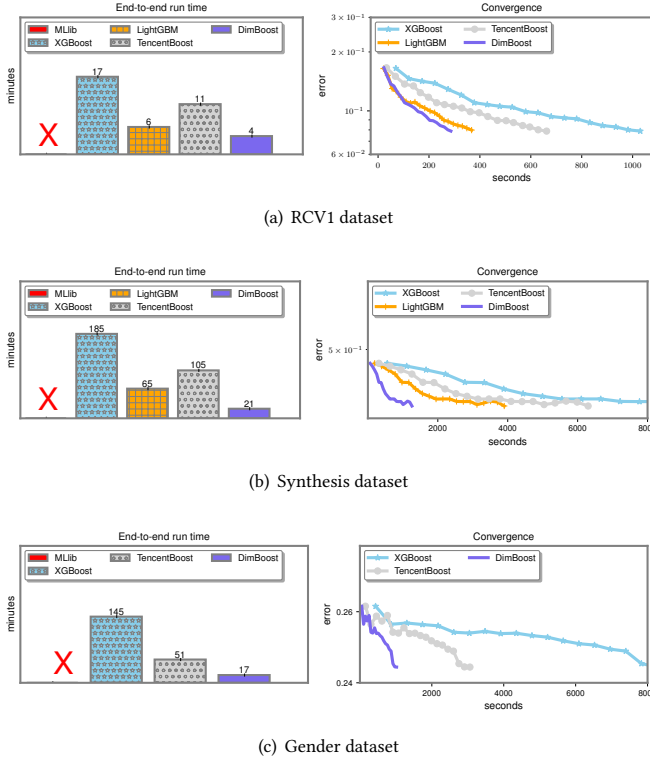 End-to-end run time
MLlib
LightGBM
DimBoost
XGBoost
TencentBoost
minutes
X
17
6
11
4
Convergence
XGBoost
TencentBoost
LightGBM
DimBoost
error
3 × 10⁻¹
10⁻¹
6 × 10⁻²
0
200
400
600
800
1000
seconds
(a) RCV1 dataset
End-to-end run time
MLlib
LightGBM
DimBoost
XGBoost
TencentBoost
minutes
X
185
65
105
21
Convergence
XGBoost
TencentBoost
LightGBM
DimBoost
error
5 × 10⁻¹
2000
4000
6000
8000
seconds
(b) Synthesis dataset
End-to-end run time
MLlib
TencentBoost
DimBoost
XGBoost
minutes
X
145
51
17
Convergence
XGBoost
DimBoost
TencentBoost
error
0.26
0.24
2000
4000
6000
8000
seconds
(c) Gender dataset